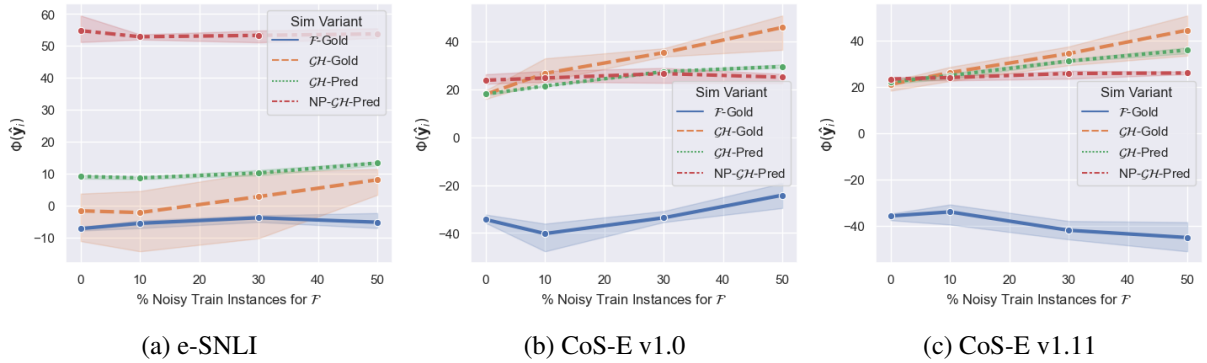 60
50
40
30
20
10
0
−10
Φ(ŷᵢ)
Sim Variant
ℱ-Gold
𝒢ℋ-Gold
𝒢ℋ-Pred
NP-𝒢ℋ-Pred
0 10 20 30 40 50
% Noisy Train Instances for ℱ
(a) e-SNLI
40
20
0
−20
−40
Φ(ŷᵢ)
Sim Variant
ℱ-Gold
𝒢ℋ-Gold
𝒢ℋ-Pred
NP-𝒢ℋ-Pred
0 10 20 30 40 50
% Noisy Train Instances for ℱ
(b) CoS-E v1.0
40
20
0
−20
−40
Φ(ŷᵢ)
Sim Variant
ℱ-Gold
𝒢ℋ-Gold
𝒢ℋ-Pred
NP-𝒢ℋ-Pred
0 10 20 30 40 50
% Noisy Train Instances for ℱ
(c) CoS-E v1.11